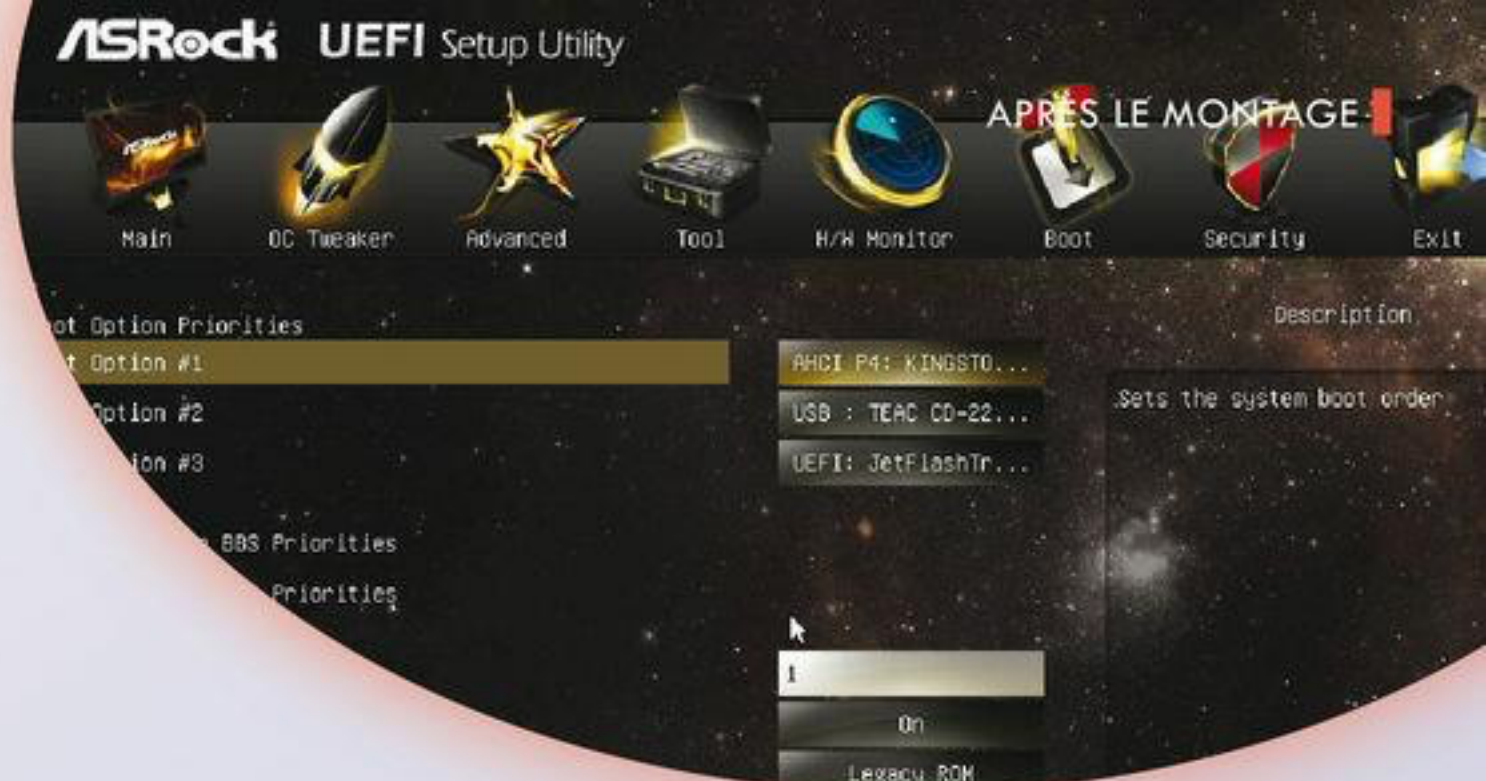 ASRock UEFI Setup Utility
APRÈS LE MONTAGE
Main OC Tweaker Advanced Tool H/W Monitor Boot Security Exit
ot Option Priorities
Description
t Option #1 AHCI P4: KINGSTO...
Sets the system boot order
Option #2 USB : TEAC CD-22...
ion #3 UEFI: JetFlashTr...
BBS Priorities
Priorities
1
On
Legacy ROM